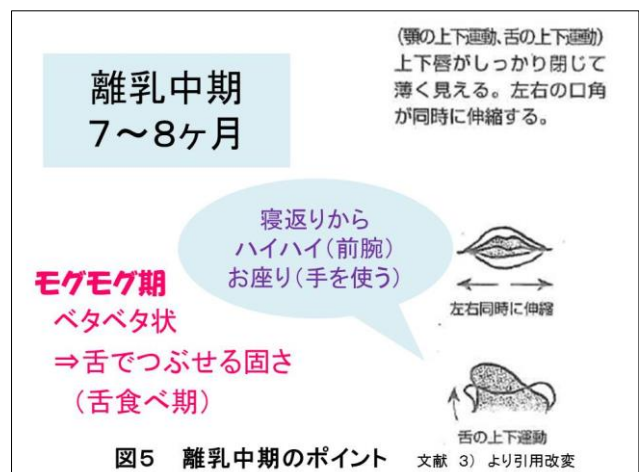 離乳中期
7〜8ヶ月
(顎の上下運動、舌の上下運動)
上下唇がしっかり閉じて
薄く見える。左右の口角
が同時に伸縮する。
寝返りから
ハイハイ(前腕)
お座り(手を使う)
モグモグ期
ベタベタ状
⇒舌でつぶせる固さ
(舌食べ期)
左右同時に伸縮
舌の上下運動
図5 離乳中期のポイント 文献 3) より引用改変